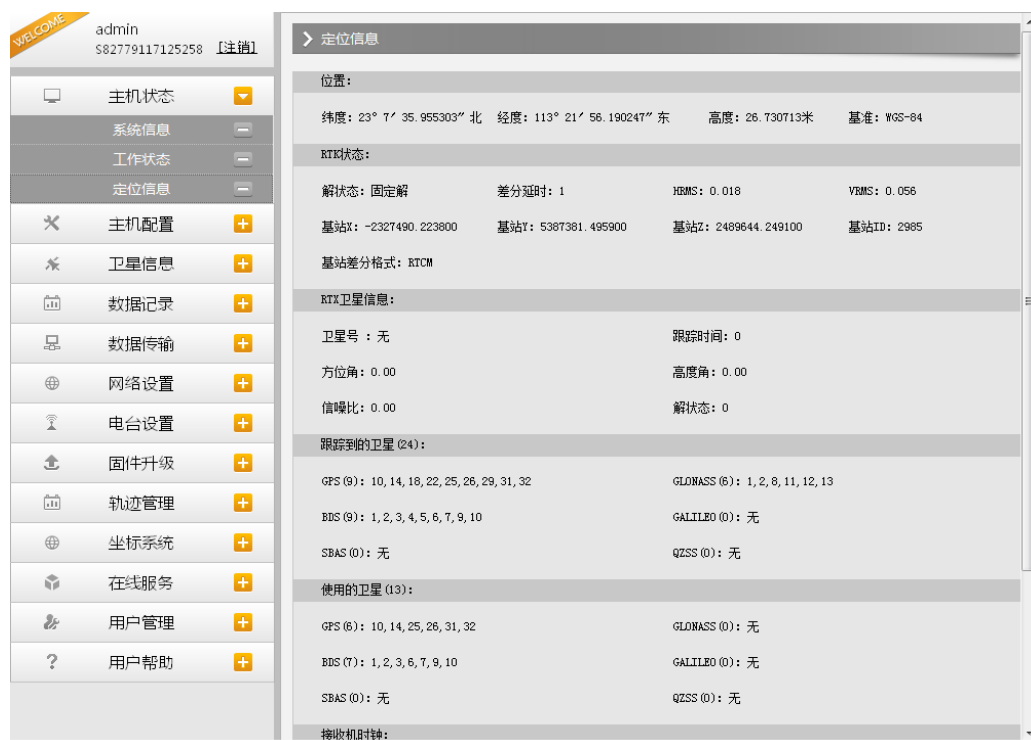 WELCOME
admin
S82779117125258 [注销]
主机状态
系统信息
工作状态
定位信息
主机配置
卫星信息
数据记录
数据传输
网络设置
电台设置
固件升级
轨迹管理
坐标系统
在线服务
用户管理
用户帮助
定位信息
位置:
纬度: 23° 7′ 35.955303″ 北 经度: 113° 21′ 56.190247″ 东 高度: 26.730713米 基准: WGS-84
RTK状态:
解状态: 固定解 差分延时: 1 HRMS: 0.018 VRMS: 0.056
基站X: -2327490.223800 基站Y: 5387381.495900 基站Z: 2489644.249100 基站ID: 2985
基站差分格式: RTCM
RTX卫星信息:
卫星号 : 无 跟踪时间: 0
方位角: 0.00 高度角: 0.00
信噪比: 0.00 解状态: 0
跟踪到的卫星(24):
GPS(9): 10,14,18,22,25,26,29,31,32 GLONASS(6): 1,2,8,11,12,13
BDS(9): 1,2,3,4,5,6,7,9,10 GALILEO(0): 无
SBAS(0): 无 QZSS(0): 无
使用的卫星(13):
GPS(6): 10,14,25,26,31,32 GLONASS(0): 无
BDS(7): 1,2,3,6,7,9,10 GALILEO(0): 无
SBAS(0): 无 QZSS(0): 无
接收机时钟: